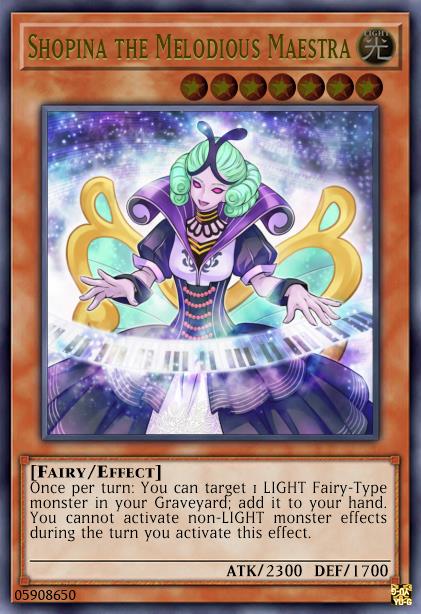 Shopina the Melodious Maestra
LIGHT
光
[Fairy/Effect]
Once per turn: You can target 1 LIGHT Fairy-Type
monster in your Graveyard; add it to your hand.
You cannot activate non-LIGHT monster effects
during the turn you activate this effect.
ATK/2300 DEF/1700
05908650